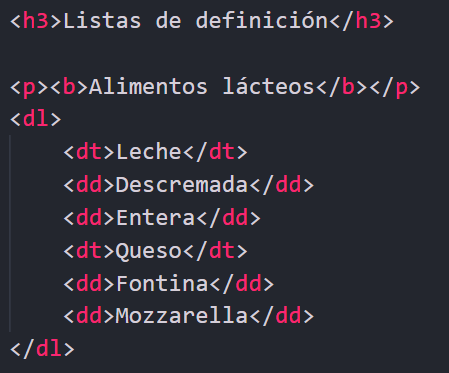 <h3>Listas de definición</h3>
<p><b>Alimentos lácteos</b></p>
<dl>
<dt>Leche</dt>
<dd>Descremada</dd>
<dd>Entera</dd>
<dt>Queso</dt>
<dd>Fontina</dd>
<dd>Mozzarella</dd>
</dl>